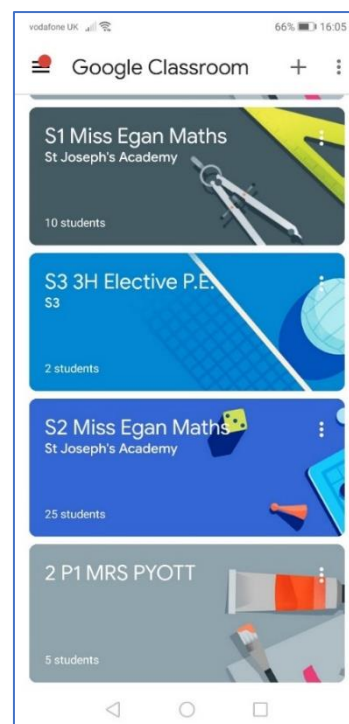 vodafone UK 66% 16:05
Google Classroom
S1 Miss Egan Maths
St Joseph's Academy
10 students
S3 3H Elective P.E.
S3
2 students
S2 Miss Egan Maths
St Joseph's Academy
25 students
2 P1 MRS PYOTT
5 students